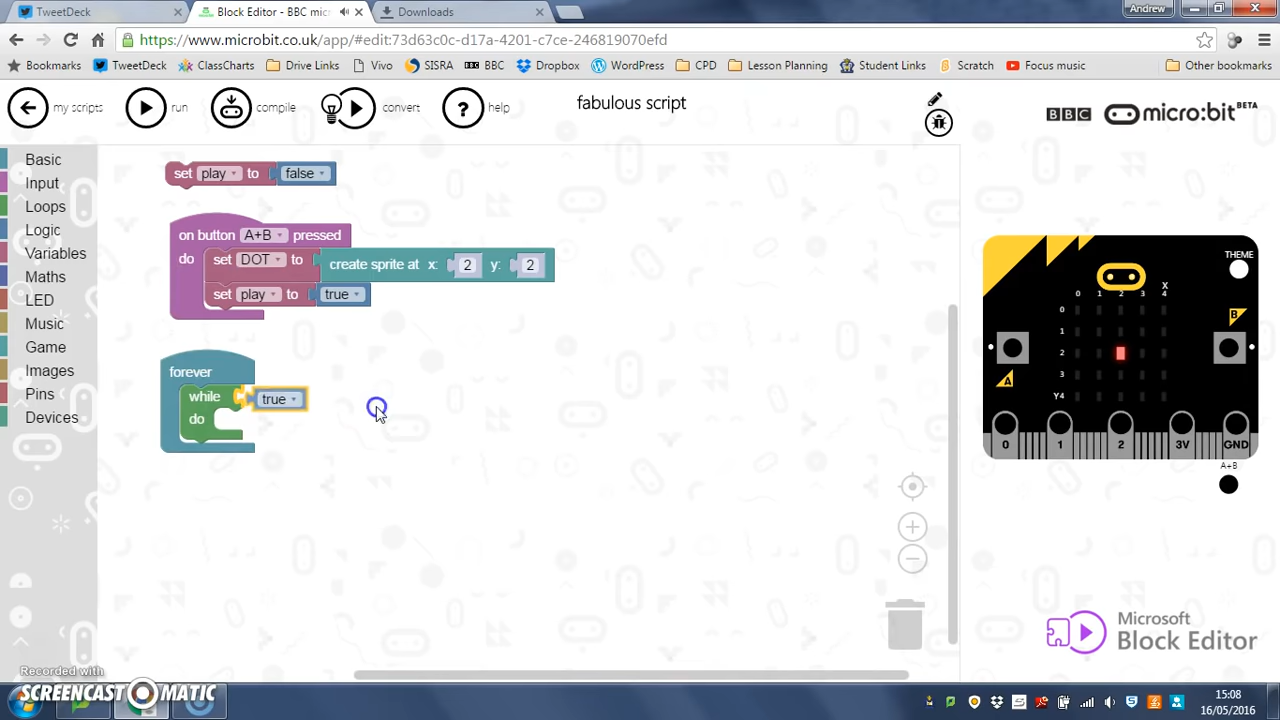 TweetDeck
Block Editor - BBC mic
Downloads
Andrew
https://www.microbit.co.uk/app/#edit:73d63c0c-d17a-4201-c7ce-246819070efd
Bookmarks TweetDeck ClassCharts Drive Links Vivo SISRA BBC Dropbox WordPress CPD Lesson Planning Student Links Scratch Focus music Other bookmarks
my scripts run compile convert help
fabulous script
BBC micro:bit BETA
Basic
Input
Loops
Logic
Variables
Maths
LED
Music
Game
Images
Pins
Devices
set play to false
on button A+B pressed
do set DOT to create sprite at x: 2 y: 2
set play to true
forever
while true
do
THEME
X
0 1 2 3 4
0
1
2
3
Y4
A
B
0 1 2 3V GND
A+B
Microsoft
Block Editor
Recorded with
SCREENCAST MATIC
15:08
16/05/2016